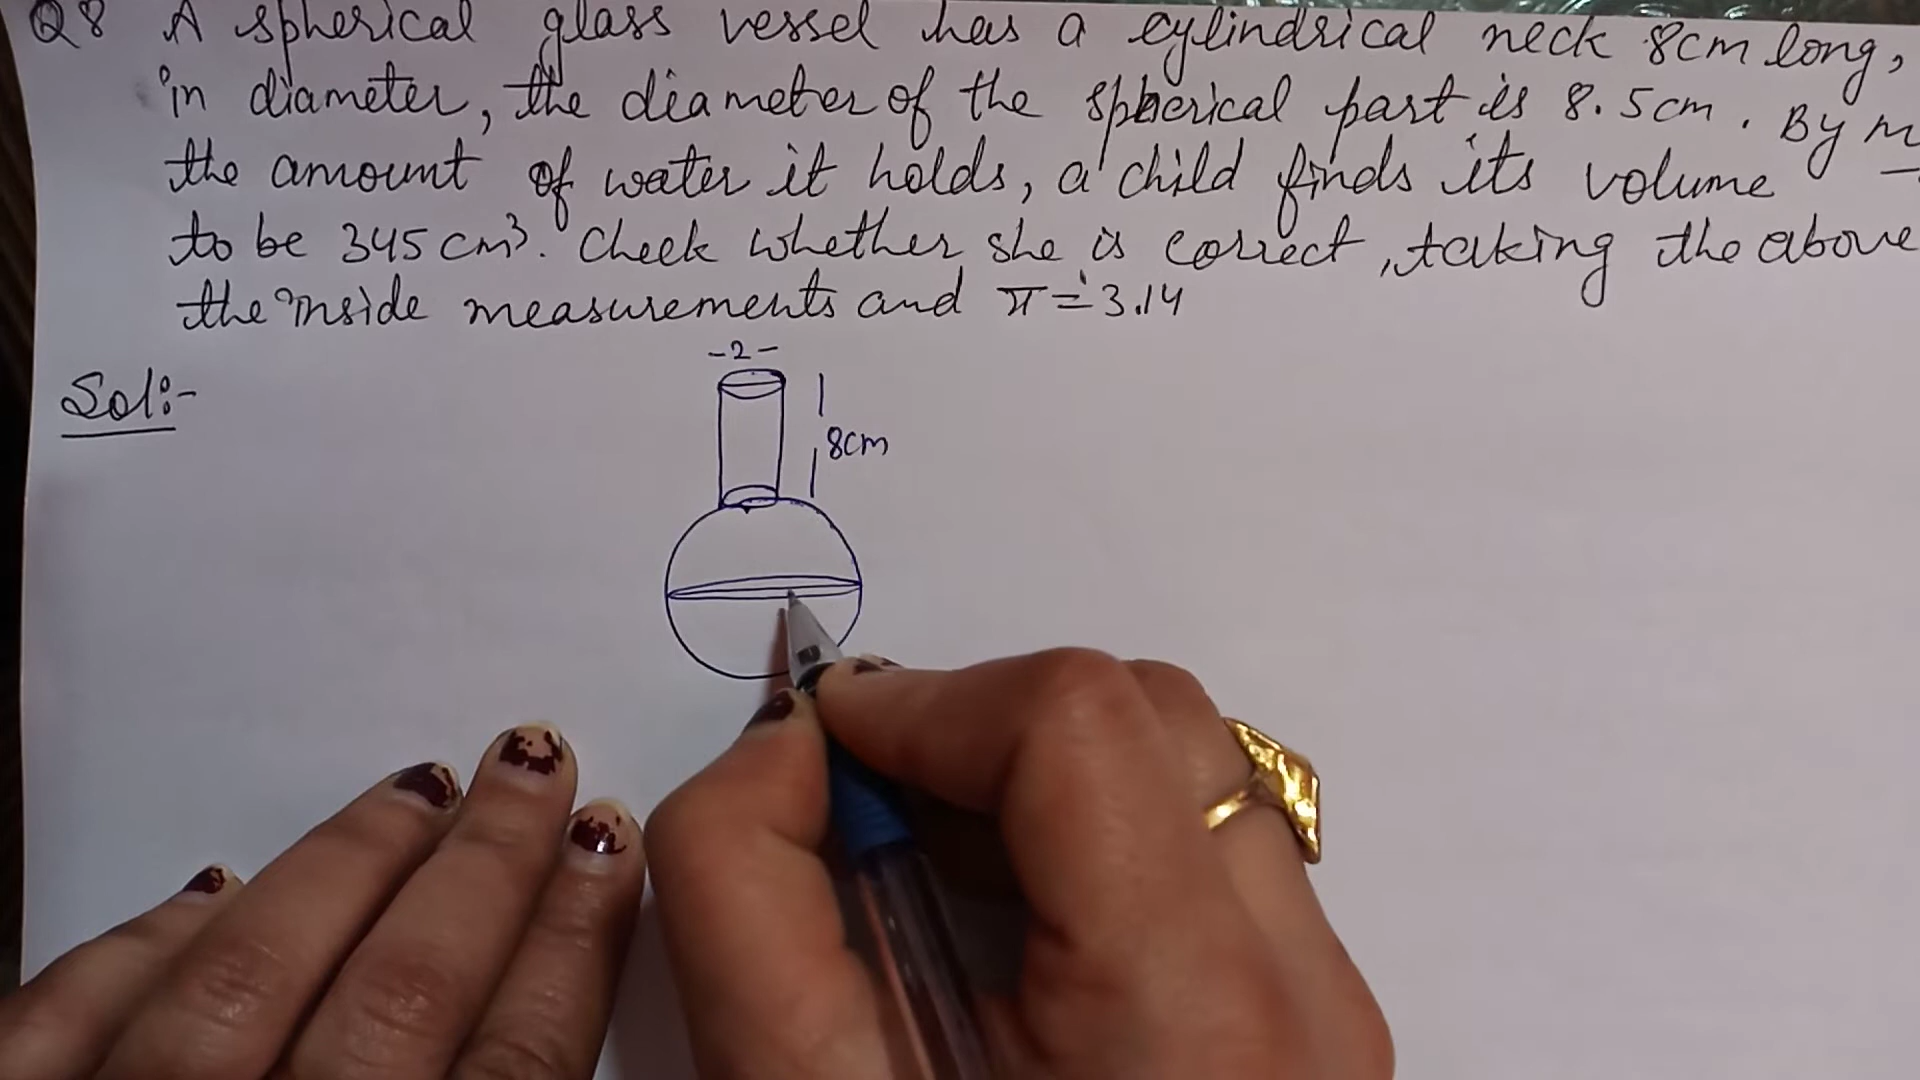 Q8 A spherical glass vessel has a cylindrical neck 8cm long,
in diameter, the diameter of the spherical part is 8.5cm. By
the amount of water it holds, a child finds its volume
to be 345 cm³. Check whether she is correct, taking the above
the inside measurements and π = 3.14
-2-
Sol:-
8cm